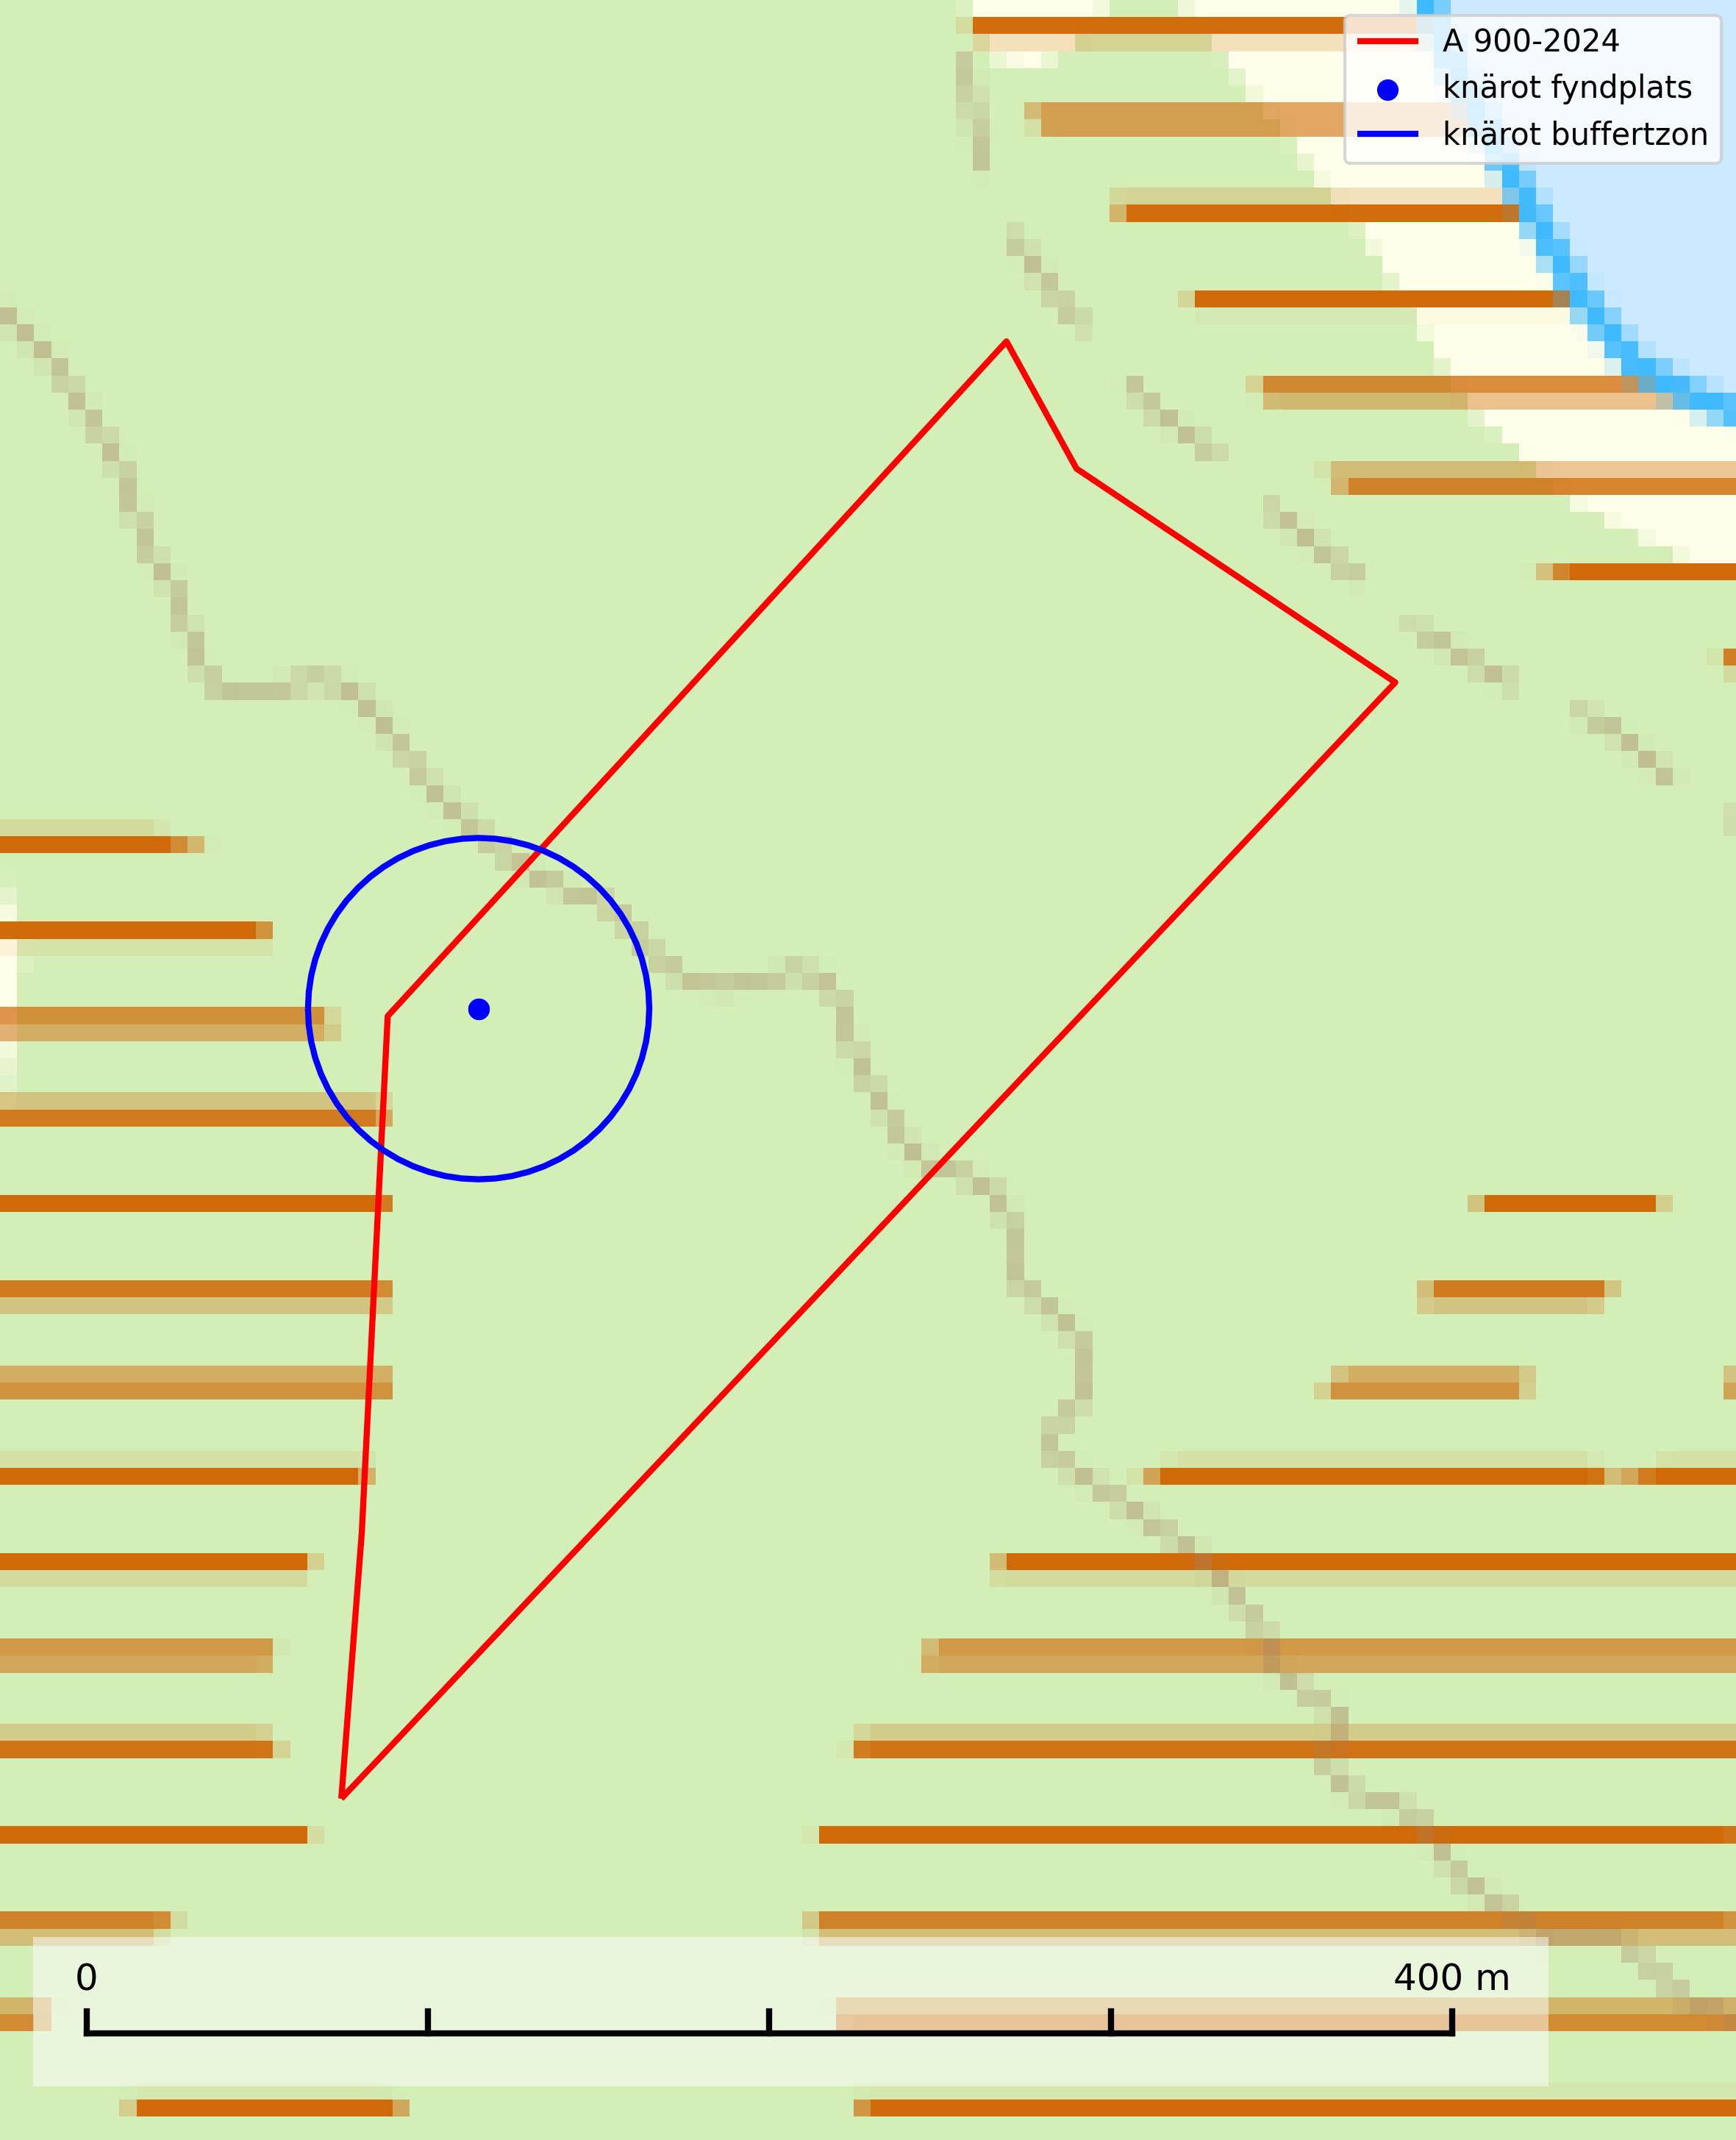 A 900-2024
knärot fyndplats
knärot buffertzon
0
400 m